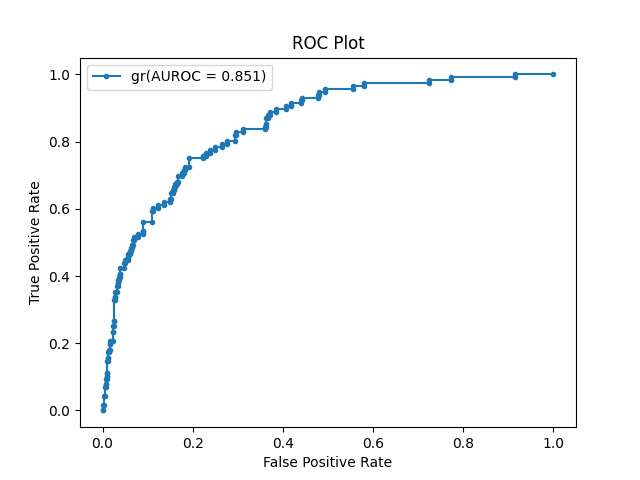 ROC Plot
gr(AUROC = 0.851)
True Positive Rate
1.0
0.8
0.6
0.4
0.2
0.0
0.0 0.2 0.4 0.6 0.8 1.0
False Positive Rate